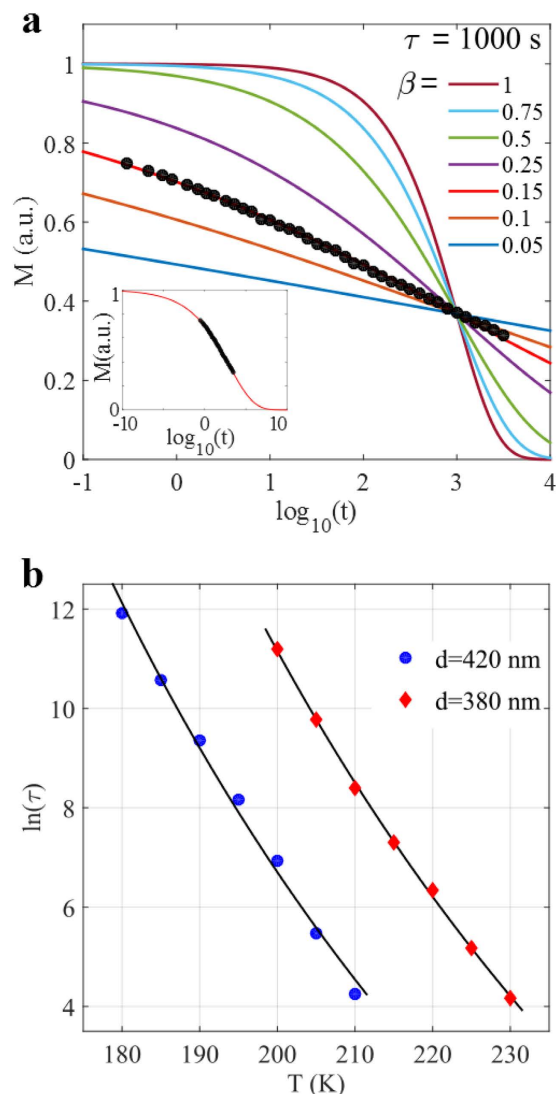 a
τ = 1000 s
β=
1
0.75
0.5
0.25
0.15
0.1
0.05
M (a.u.)
1
0.8
0.6
0.4
0.2
0
M(a.u.)
1
0
-10 0 10
log10(t)
-1 0 1 2 3 4
log10(t)
b
d=420 nm
d=380 nm
ln(τ)
12
10
8
6
4
180 190 200 210 220 230
T (K)